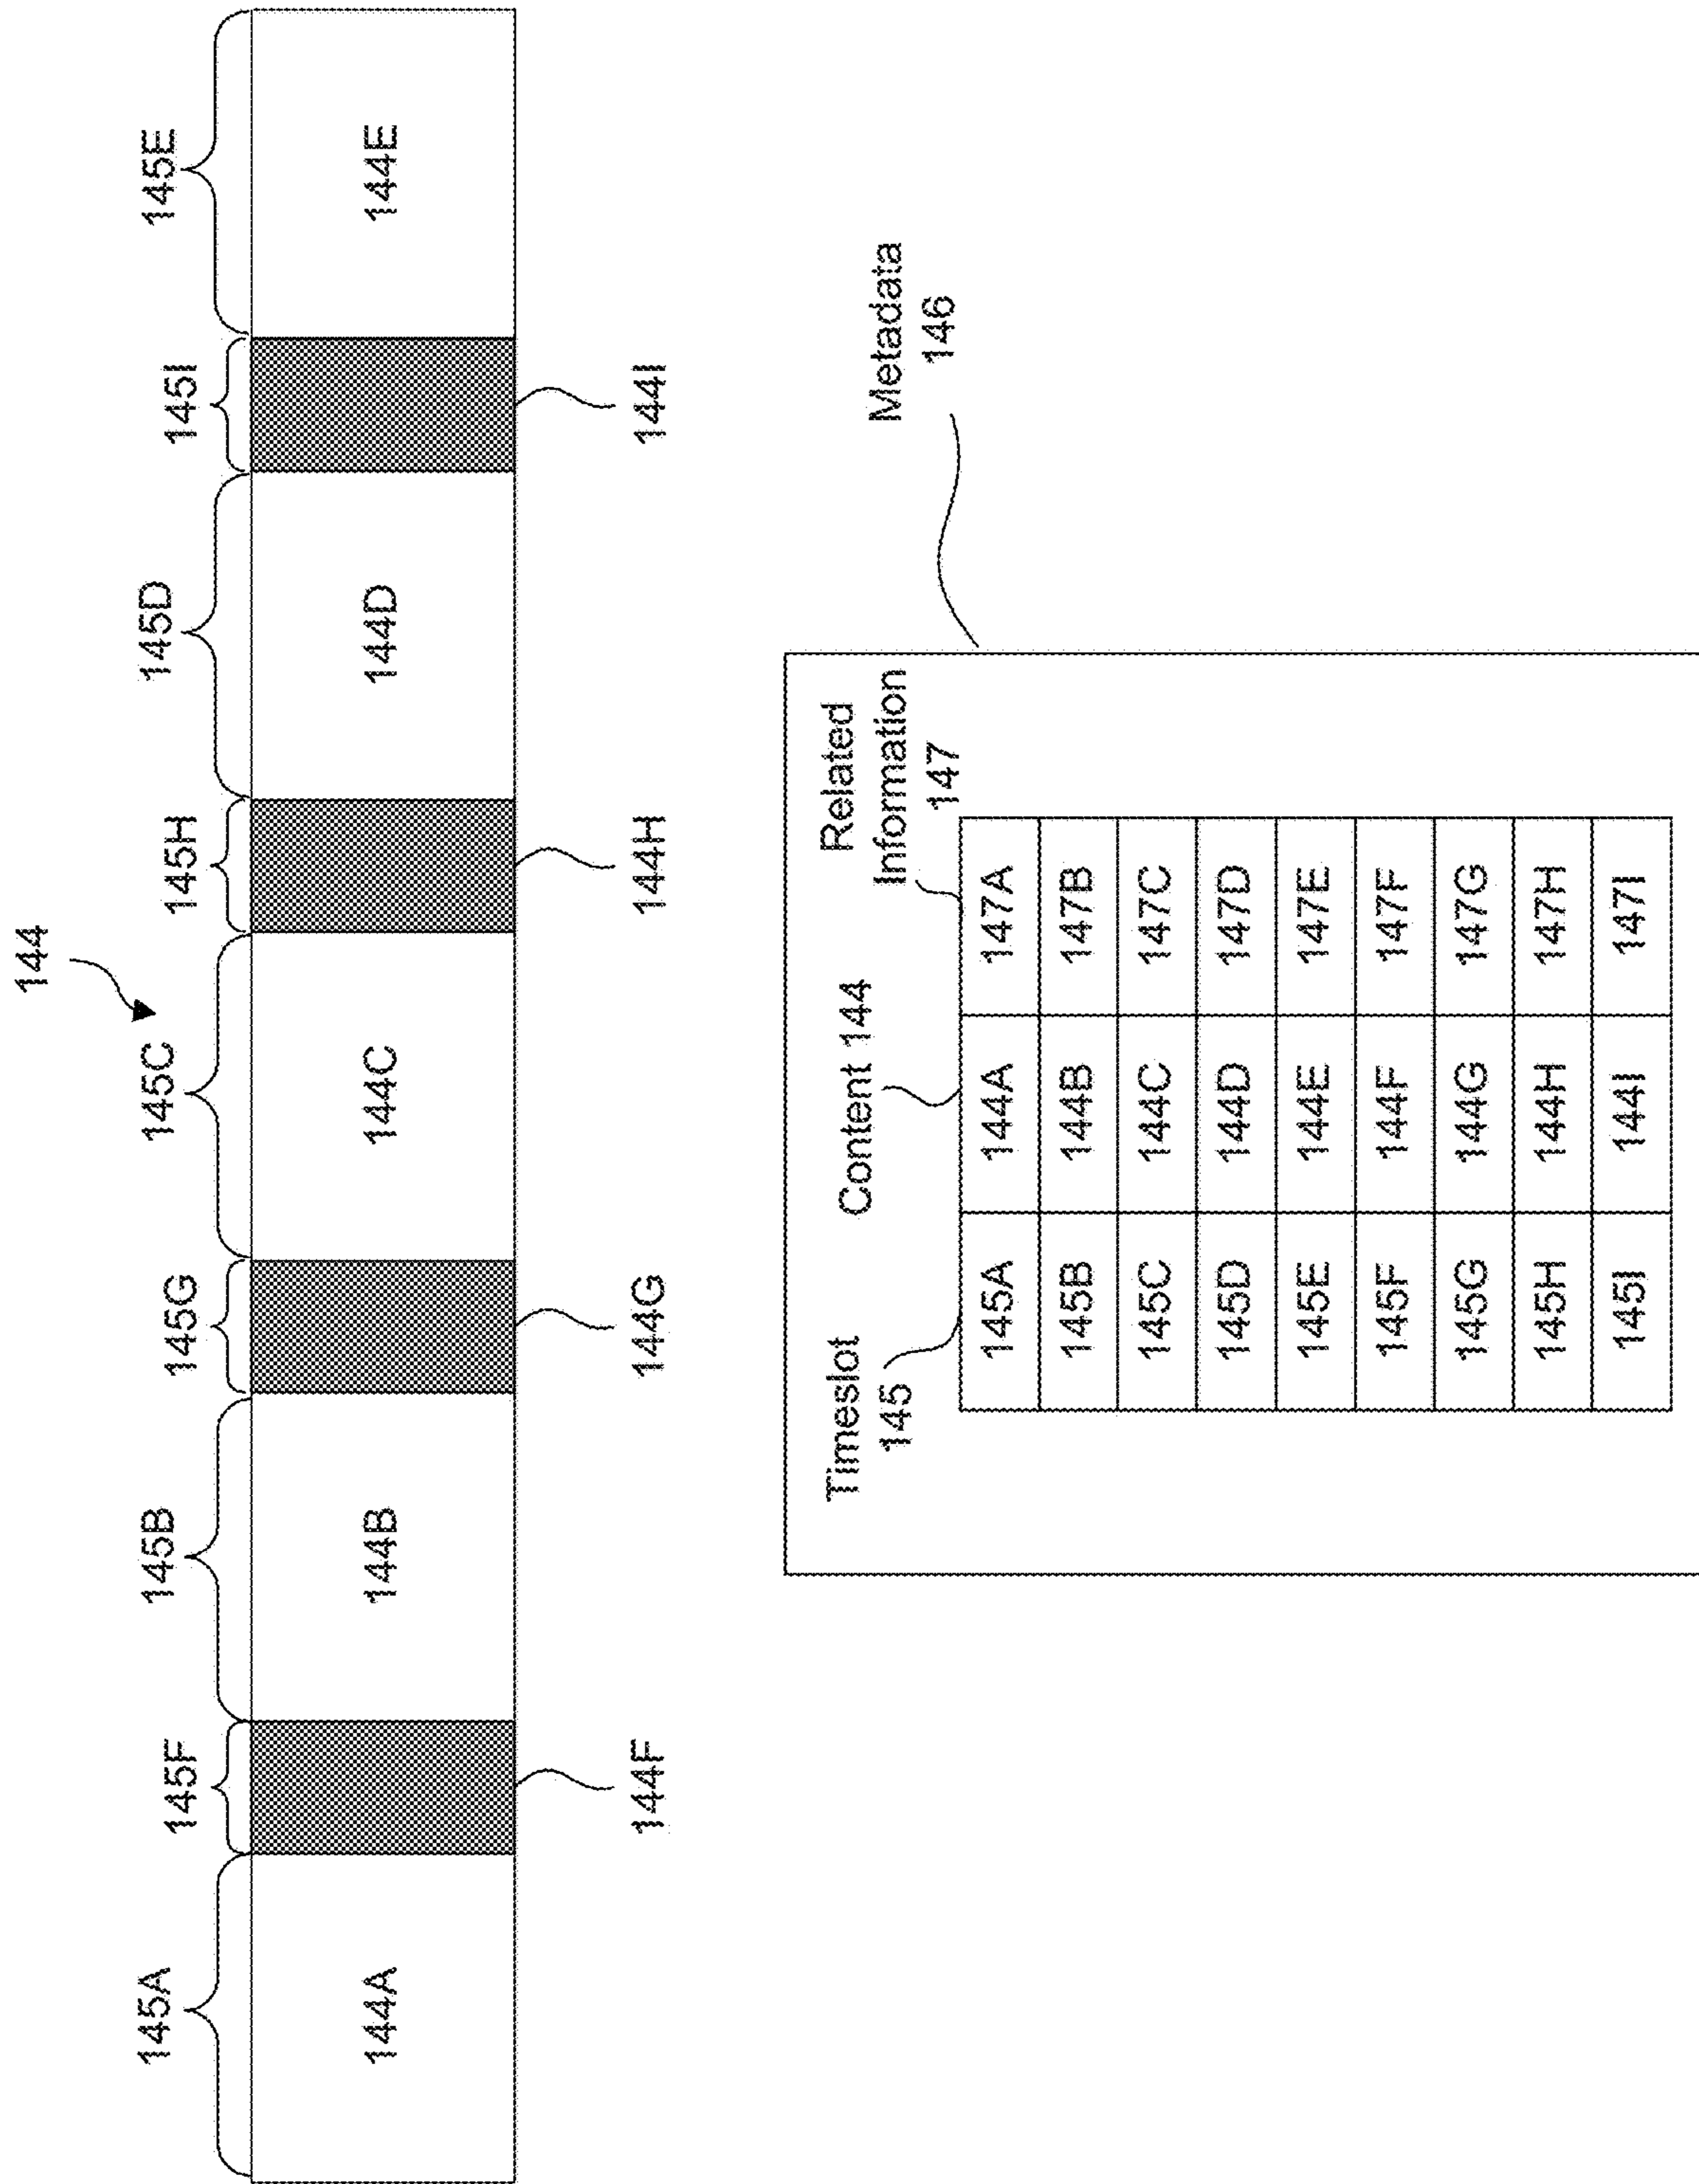 144
145A 145F 145B 145G 145C 145H 145D 145I 145E
144A 144B 144C 144D 144E
144F 144G 144H 144I
Metadata
146
Timeslot
145
Content 144
Related
Information
147
145A 144A 147A
145B 144B 147B
145C 144C 147C
145D 144D 147D
145E 144E 147E
145F 144F 147F
145G 144G 147G
145H 144H 147H
145I 144I 147I